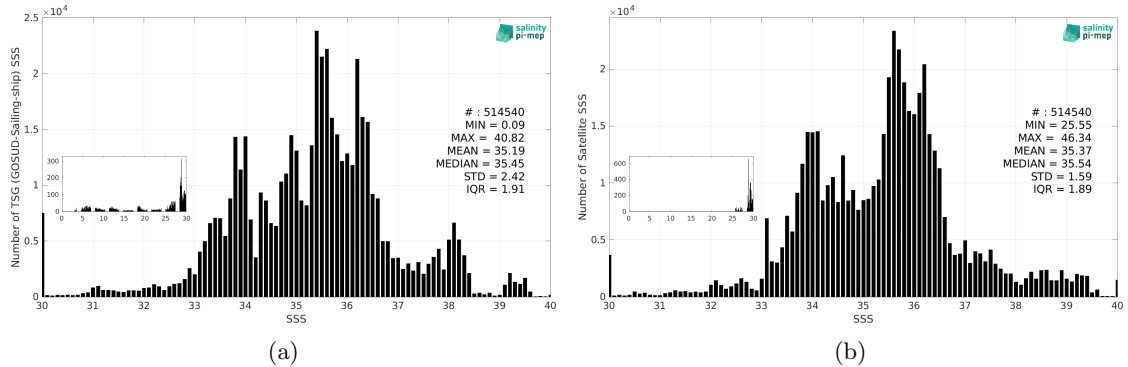 ×10⁴
2.5
2
1.5
1
0.5
0
Number of TSG (GOSUD-Sailing-ship) SSS
salinity
pi-mep
# : 514540
MIN = 0.09
MAX = 40.82
MEAN = 35.19
MEDIAN = 35.45
STD = 2.42
IQR = 1.91
300
200
100
0
0 5 10 15 20 25 30
30 31 32 33 34 35 36 37 38 39 40
SSS
(a)
×10⁴
2
1.5
1
0.5
0
Number of Satellite SSS
salinity
pi-mep
# : 514540
MIN = 25.55
MAX = 46.34
MEAN = 35.37
MEDIAN = 35.54
STD = 1.59
IQR = 1.89
600
400
200
0
0 5 10 15 20 25 30
30 31 32 33 34 35 36 37 38 39 40
SSS
(b)